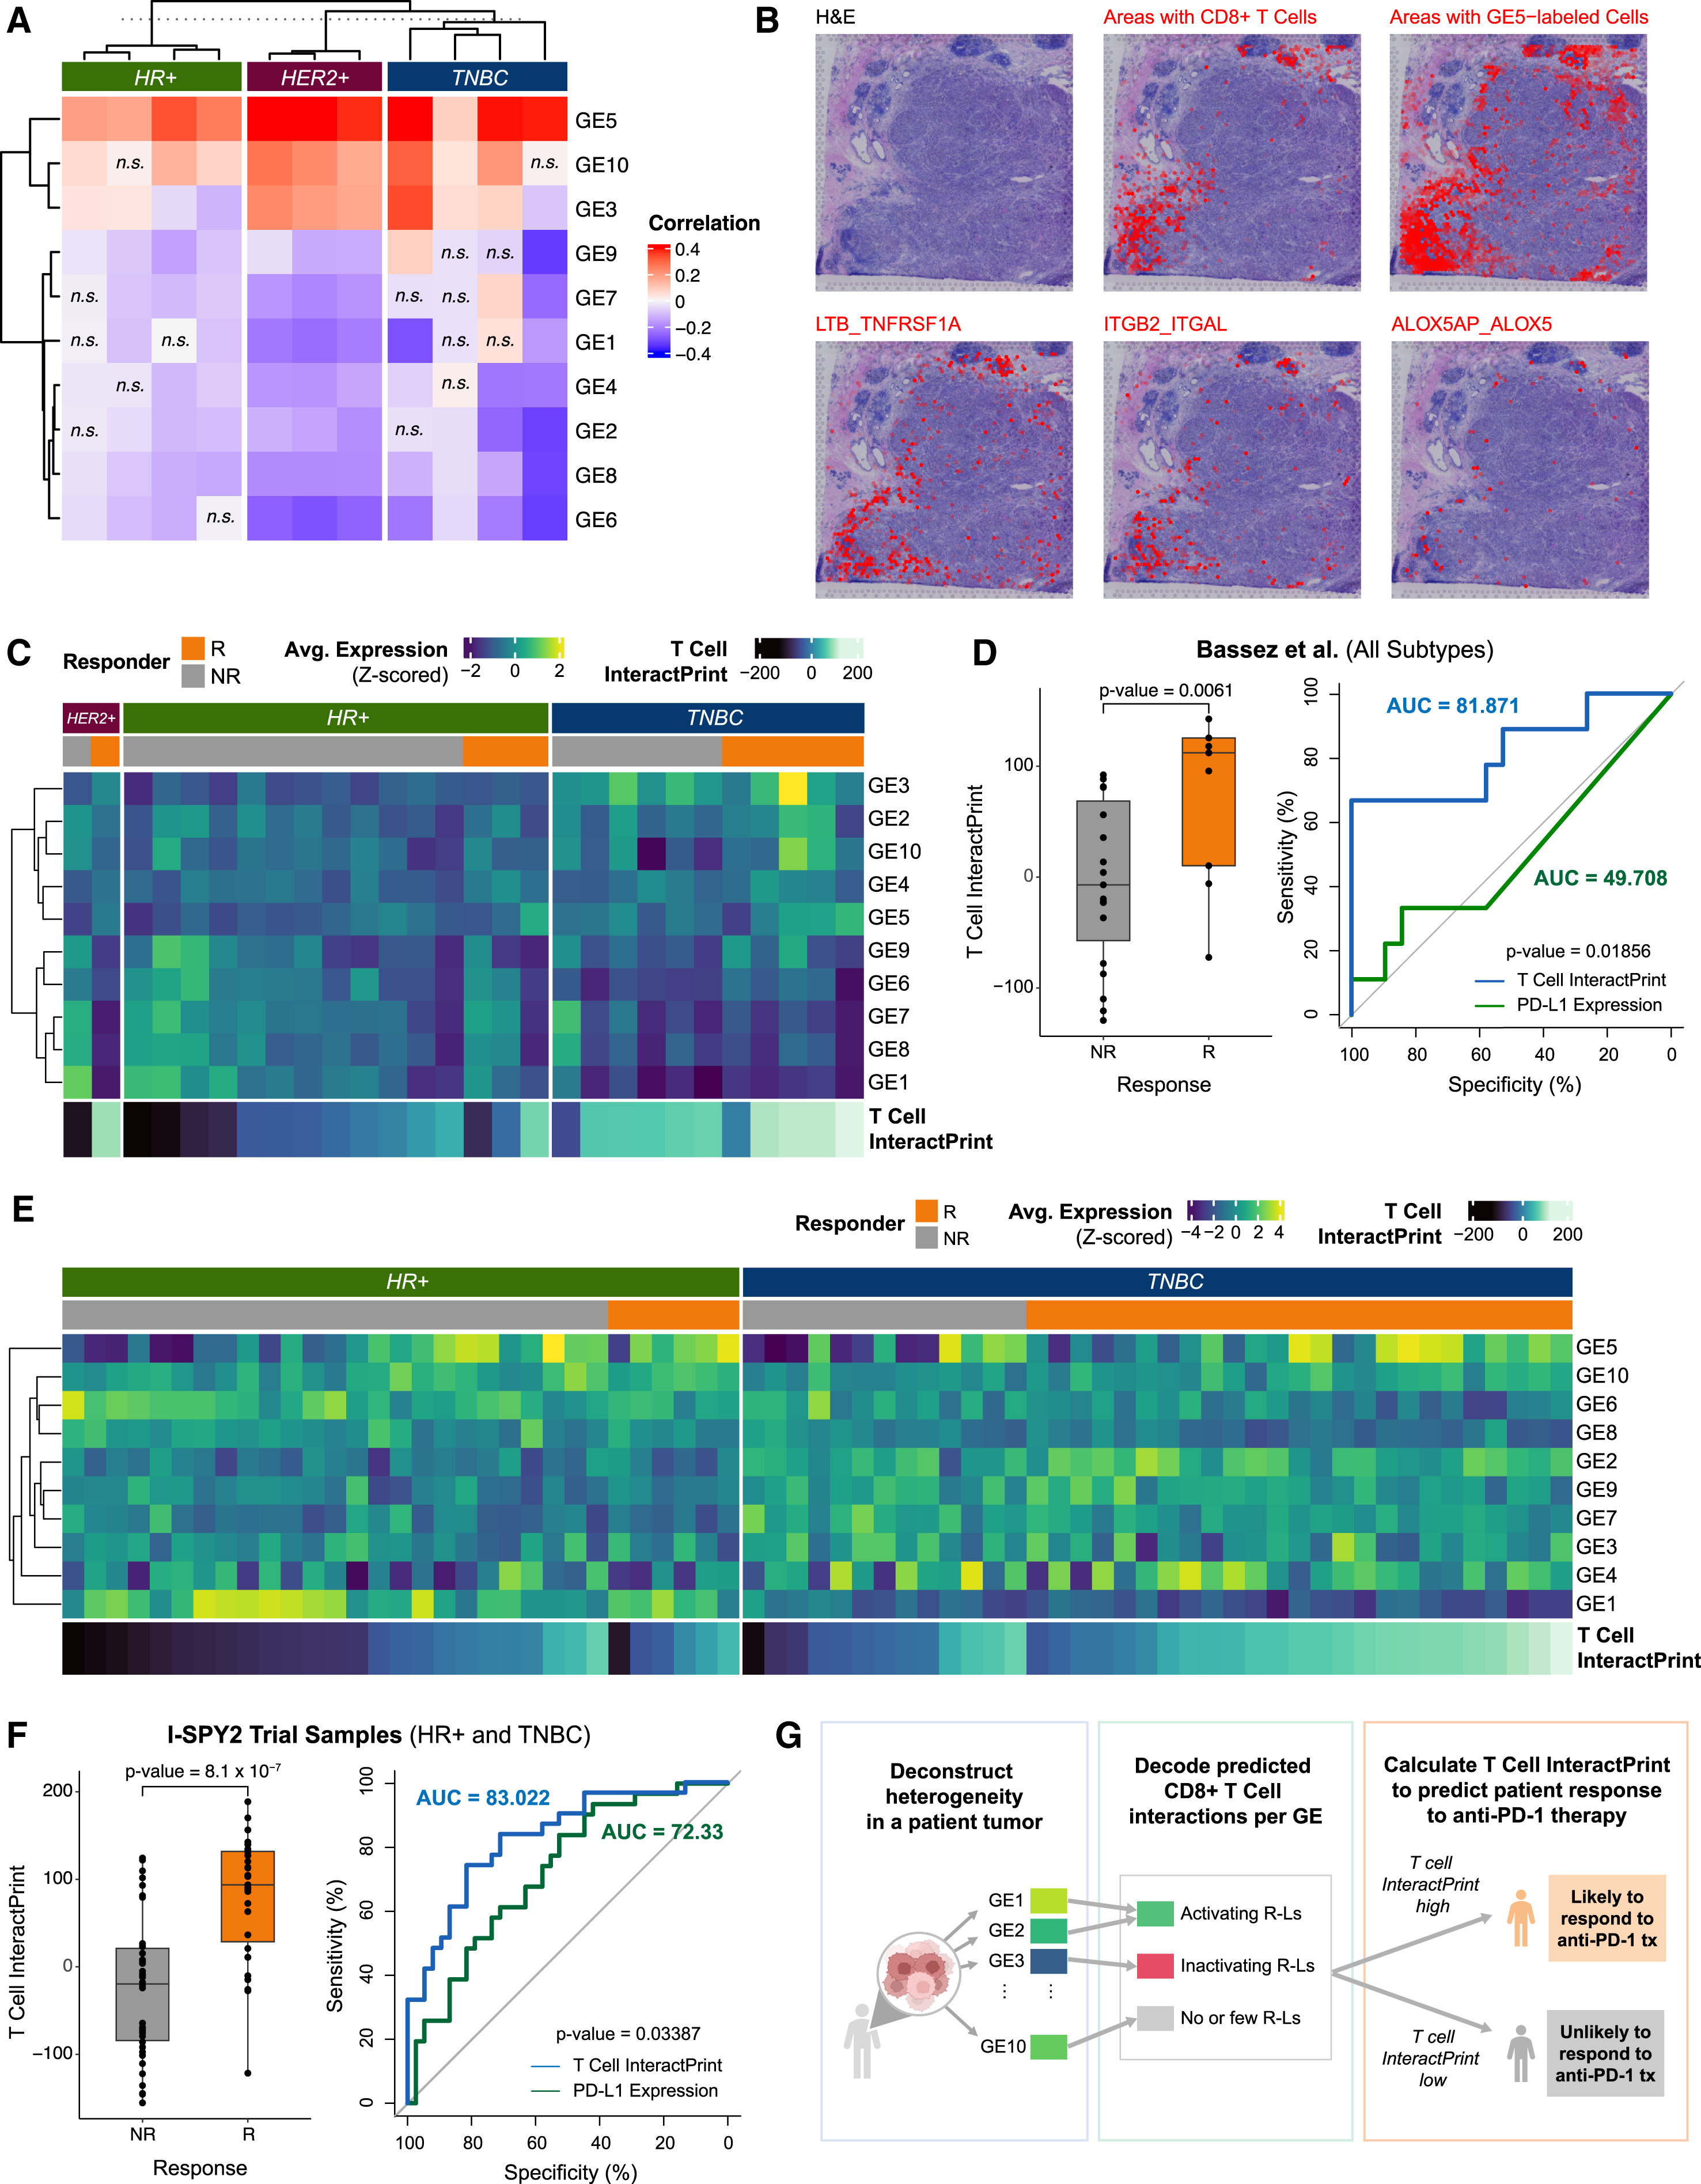 A
HR+
HER2+
TNBC
GE5
n.s.
n.s.
GE10
GE3
n.s.
n.s.
GE9
n.s.
n.s.
n.s.
GE7
n.s.
n.s.
n.s.
n.s.
GE1
n.s.
n.s.
GE4
n.s.
n.s.
GE2
GE8
n.s.
GE6
Correlation
0.4
0.2
0
−0.2
−0.4
B
H&E
Areas with CD8+ T Cells
Areas with GE5−labeled Cells
LTB_TNFRSF1A
ITGB2_ITGAL
ALOX5AP_ALOX5
C
Responder
R
NR
Avg. Expression
(Z-scored)
−2 0 2
T Cell
InteractPrint
−200 0 200
HER2+
HR+
TNBC
GE3
GE2
GE10
GE4
GE5
GE9
GE6
GE7
GE8
GE1
T Cell
InteractPrint
D
Bassez et al. (All Subtypes)
p-value = 0.0061
T Cell InteractPrint
100
0
−100
NR
R
Response
Sensitivity (%)
100
80
60
40
20
0
AUC = 81.871
AUC = 49.708
p-value = 0.01856
T Cell InteractPrint
PD-L1 Expression
100 80 60 40 20 0
Specificity (%)
E
Responder
R
NR
Avg. Expression
(Z-scored)
−4 −2 0 2 4
T Cell
InteractPrint
−200 0 200
HR+
TNBC
GE5
GE10
GE6
GE8
GE2
GE9
GE7
GE3
GE4
GE1
T Cell
InteractPrint
F
I-SPY2 Trial Samples (HR+ and TNBC)
p-value = 8.1 x 10⁻⁷
T Cell InteractPrint
200
100
0
−100
NR
R
Response
Sensitivity (%)
100
80
60
40
20
0
AUC = 83.022
AUC = 72.33
p-value = 0.03387
T Cell InteractPrint
PD-L1 Expression
100 80 60 40 20 0
Specificity (%)
G
Deconstruct
heterogeneity
in a patient tumor
GE1
GE2
GE3
⋮ ⋮
GE10
Decode predicted
CD8+ T Cell
interactions per GE
Activating R-Ls
Inactivating R-Ls
No or few R-Ls
Calculate T Cell InteractPrint
to predict patient response
to anti-PD-1 therapy
T cell
InteractPrint
high
Likely to
respond to
anti-PD-1 tx
T cell
InteractPrint
low
Unlikely to
respond to
anti-PD-1 tx